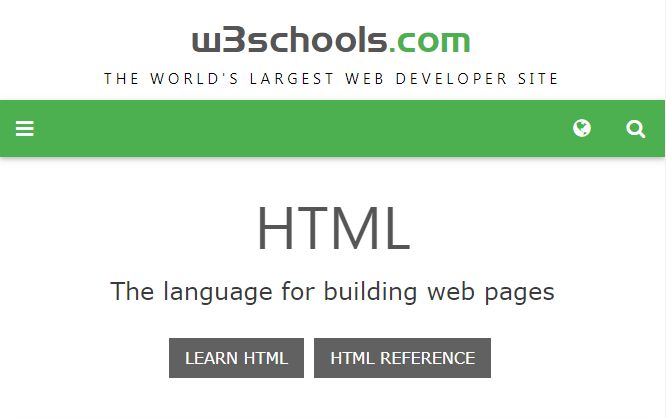 w3schools.com
THE WORLD'S LARGEST WEB DEVELOPER SITE
HTML
The language for building web pages
LEARN HTML HTML REFERENCE